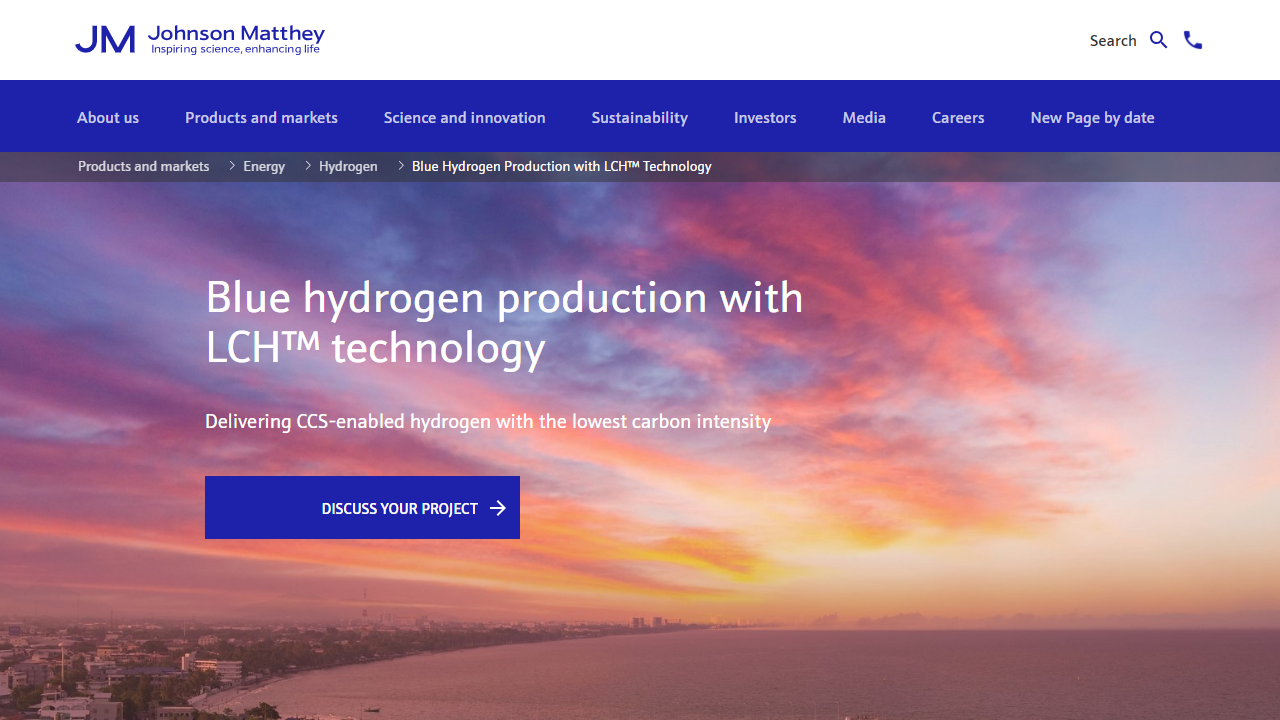 JM Johnson Matthey
Inspiring science, enhancing life
Search
About us Products and markets Science and innovation Sustainability Investors Media Careers New Page by date
Products and markets > Energy > Hydrogen > Blue Hydrogen Production with LCH™ Technology
Blue hydrogen production with
LCH™ technology
Delivering CCS-enabled hydrogen with the lowest carbon intensity
DISCUSS YOUR PROJECT →